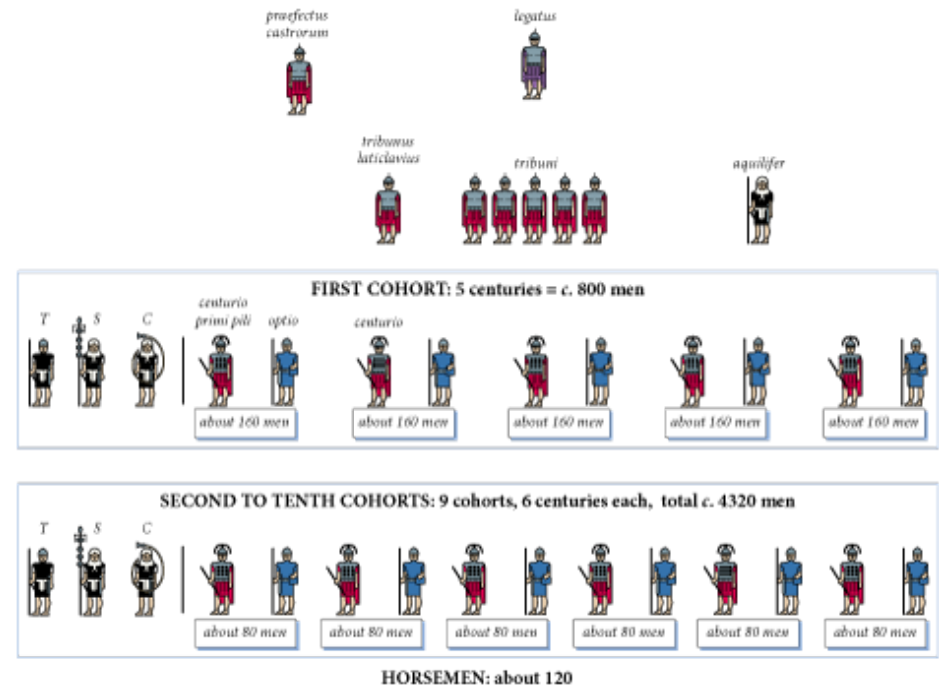 praefectus
castrorum
legatus
tribunus
laticlavius
tribuni
aquilifer
FIRST COHORT: 5 centuries = c. 800 men
T
S
C
centurio
primi pili
optio
centurio
about 160 men
about 160 men
about 160 men
about 160 men
about 160 men
SECOND TO TENTH COHORTS: 9 cohorts, 6 centuries each, total c. 4320 men
T
S
C
about 80 men
about 80 men
about 80 men
about 80 men
about 80 men
about 80 men
HORSEMEN: about 120